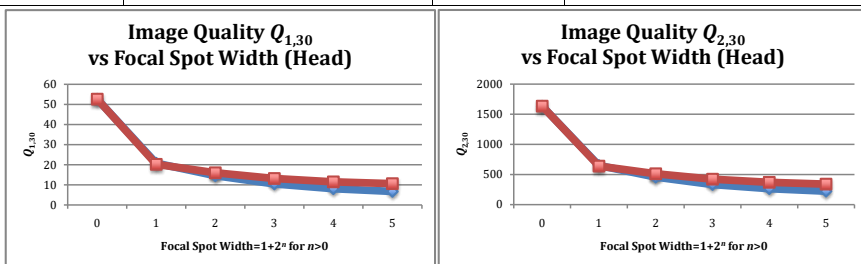 Image Quality Q1,30
vs Focal Spot Width (Head)
60
50
40
30
20
10
0
Q1,30
0 1 2 3 4 5
Focal Spot Width=1+2ⁿ for n>0
Image Quality Q2,30
vs Focal Spot Width (Head)
2000
1500
1000
500
0
Q2,30
0 1 2 3 4 5
Focal Spot Width=1+2ⁿ for n>0